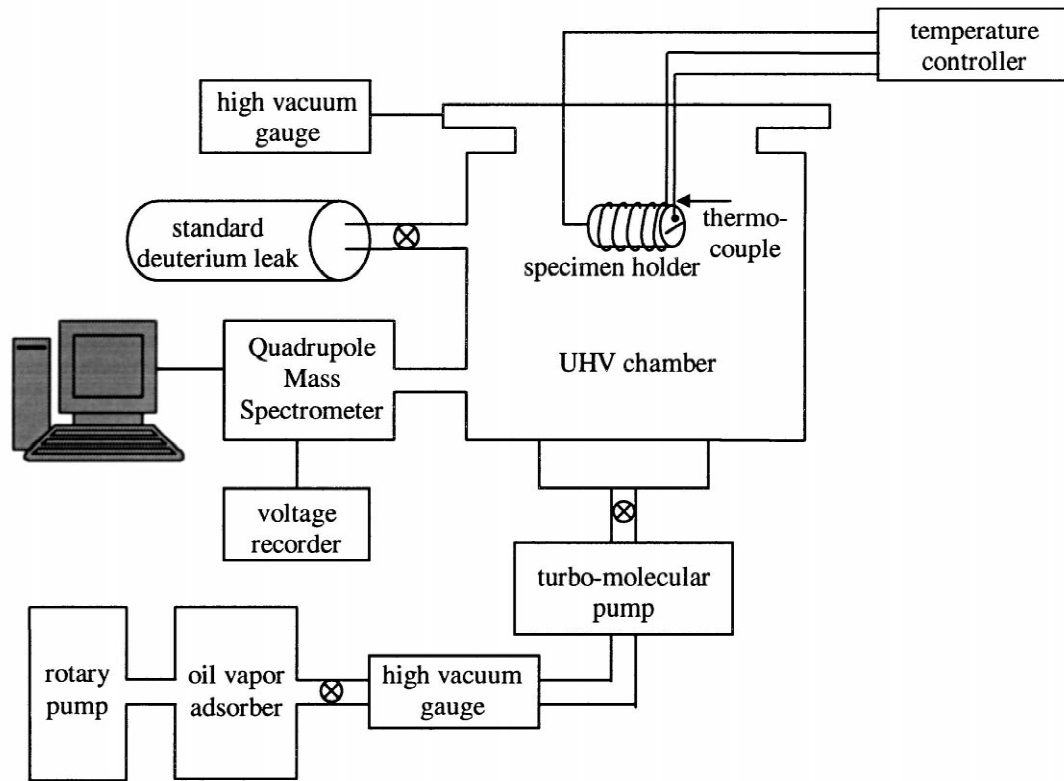 temperature
controller
high vacuum
gauge
standard
deuterium leak
thermo-
couple
specimen holder
Quadrupole
Mass
Spectrometer
UHV chamber
voltage
recorder
turbo-molecular
pump
rotary
pump
oil vapor
adsorber
high vacuum
gauge